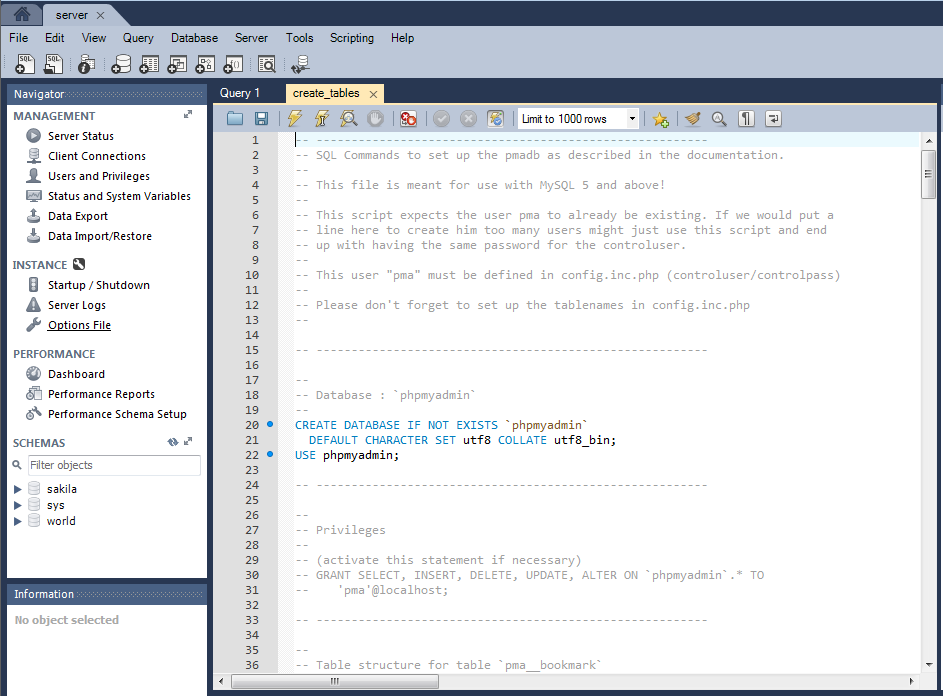 server
File Edit View Query Database Server Tools Scripting Help
SQL SQL
Navigator
MANAGEMENT
Server Status
Client Connections
Users and Privileges
Status and System Variables
Data Export
Data Import/Restore
INSTANCE
Startup / Shutdown
Server Logs
Options File
PERFORMANCE
Dashboard
Performance Reports
Performance Schema Setup
SCHEMAS
Filter objects
sakila
sys
world
Information
No object selected
Query 1 create_tables
Limit to 1000 rows
1 -- --------------------------------------------------------
2 -- SQL Commands to set up the pmadb as described in the documentation.
3 --
4 -- This file is meant for use with MySQL 5 and above!
5 --
6 -- This script expects the user pma to already be existing. If we would put a
7 -- line here to create him too many users might just use this script and end
8 -- up with having the same password for the controluser.
9 --
10 -- This user "pma" must be defined in config.inc.php (controluser/controlpass)
11 --
12 -- Please don't forget to set up the tablenames in config.inc.php
13 --
14
15 -- --------------------------------------------------------
16
17 --
18 -- Database : `phpmyadmin`
19 --
20 CREATE DATABASE IF NOT EXISTS `phpmyadmin`
21 DEFAULT CHARACTER SET utf8 COLLATE utf8_bin;
22 USE phpmyadmin;
23
24 -- --------------------------------------------------------
25
26 --
27 -- Privileges
28 --
29 -- (activate this statement if necessary)
30 -- GRANT SELECT, INSERT, DELETE, UPDATE, ALTER ON `phpmyadmin`.* TO
31 -- 'pma'@localhost;
32
33 -- --------------------------------------------------------
34
35 --
36 -- Table structure for table `pma__bookmark`